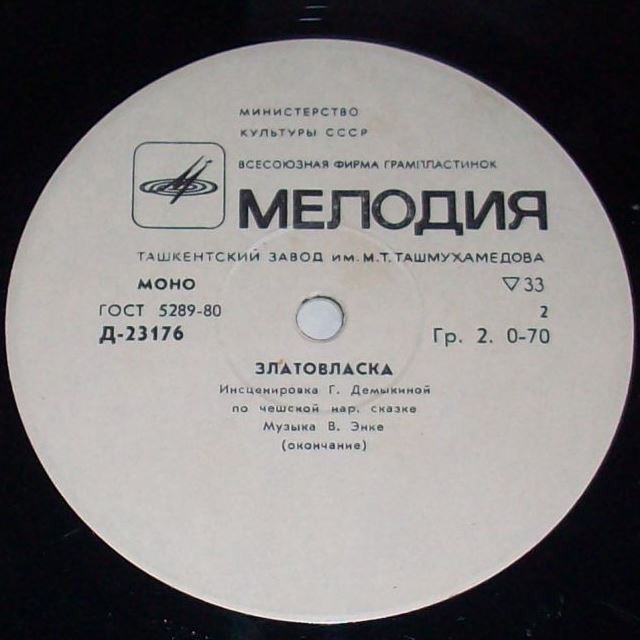 МИНИСТЕРСТВО
КУЛЬТУРЫ СССР
ВСЕСОЮЗНАЯ ФИРМА ГРАМПЛАСТИНОК
МЕЛОДИЯ
ТАШКЕНТСКИЙ ЗАВОД ИМ. М.Т. ТАШМУХАМЕДОВА
МОНО ▽33
ГОСТ 5289-80 2
Д-23176 Гр. 2. 0-70
ЗЛАТОВЛАСКА
Инсценировка Г. Демыкиной
по чешской нар. сказке
Музыка В. Энке
(окончание)